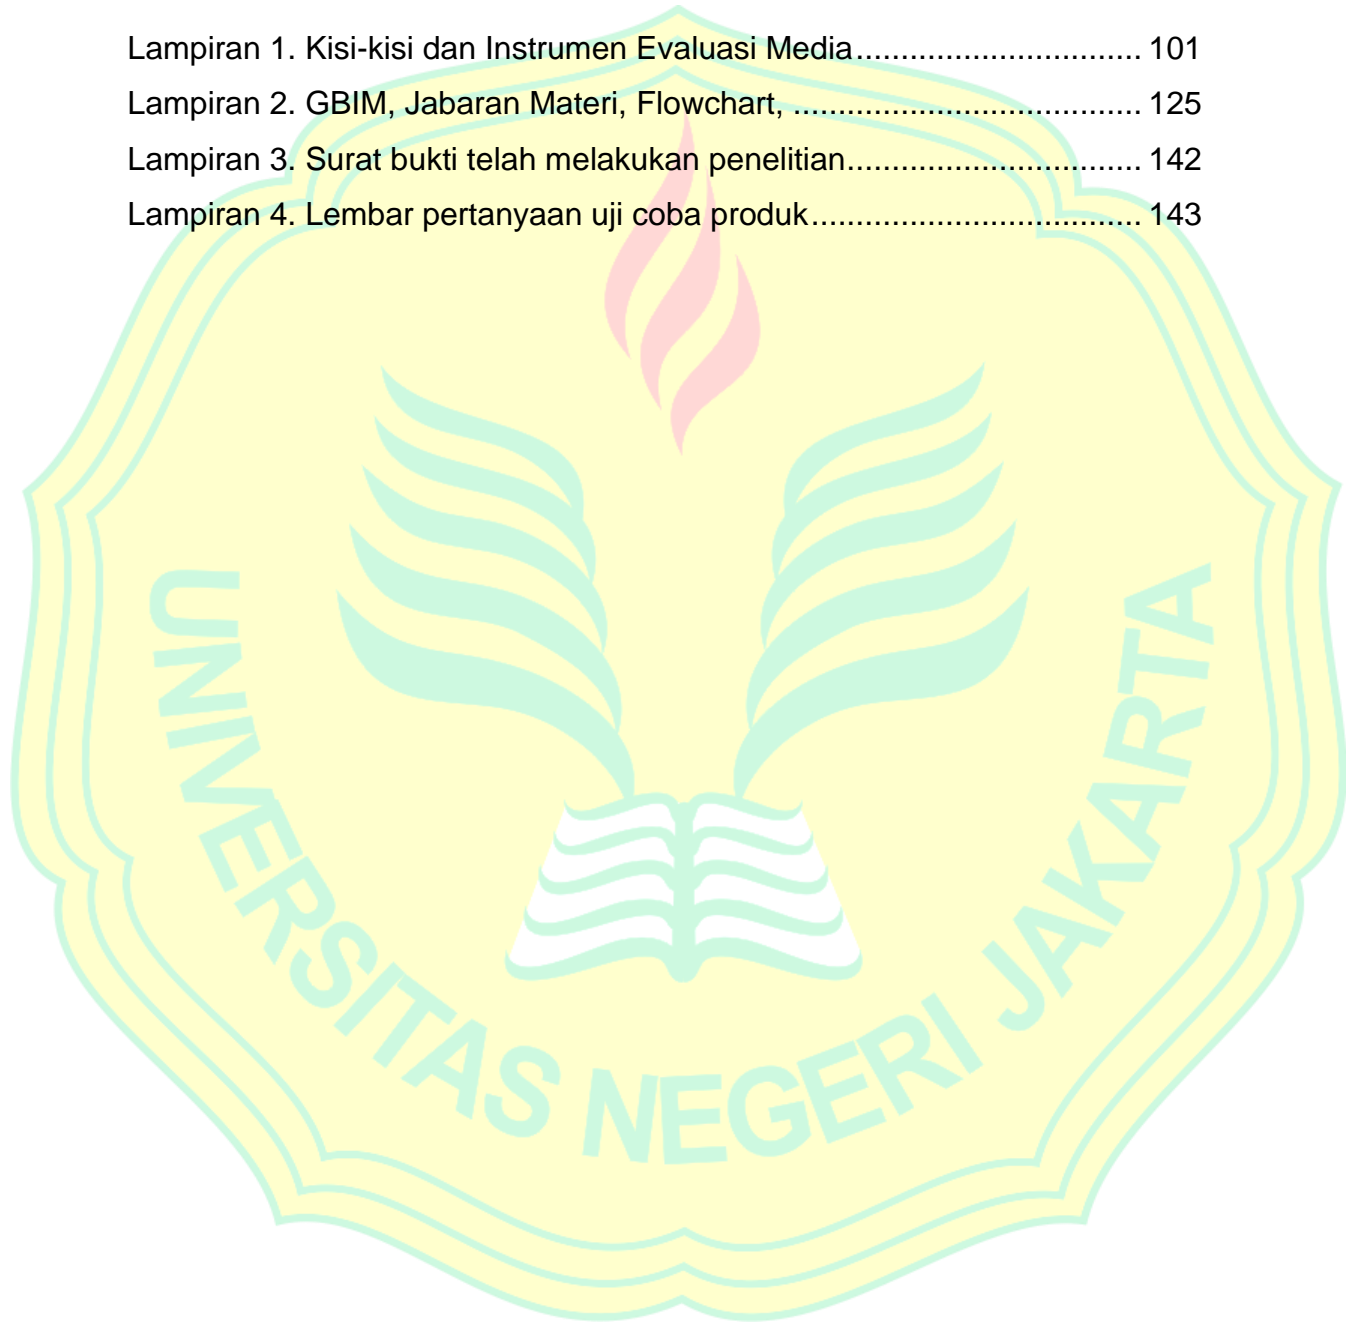 Lampiran 1. Kisi-kisi dan Instrumen Evaluasi Media................................ 101
Lampiran 2. GBIM, Jabaran Materi, Flowchart, ....................................... 125
Lampiran 3. Surat bukti telah melakukan penelitian................................. 142
Lampiran 4. Lembar pertanyaan uji coba produk..................................... 143
UNIVERSITAS NEGERI JAKARTA